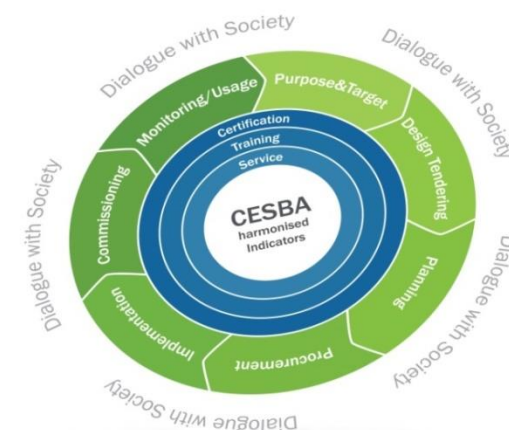 Dialogue with Society
Dialogue with Society
Dialogue with Society
Dialogue with Society
Dialogue with Society
Purpose&Target
Design Tendering
Planning
Procurement
Implementation
Commissioning
Monitoring/Usage
Certification
Training
Service
CESBA
harmonised
Indicators